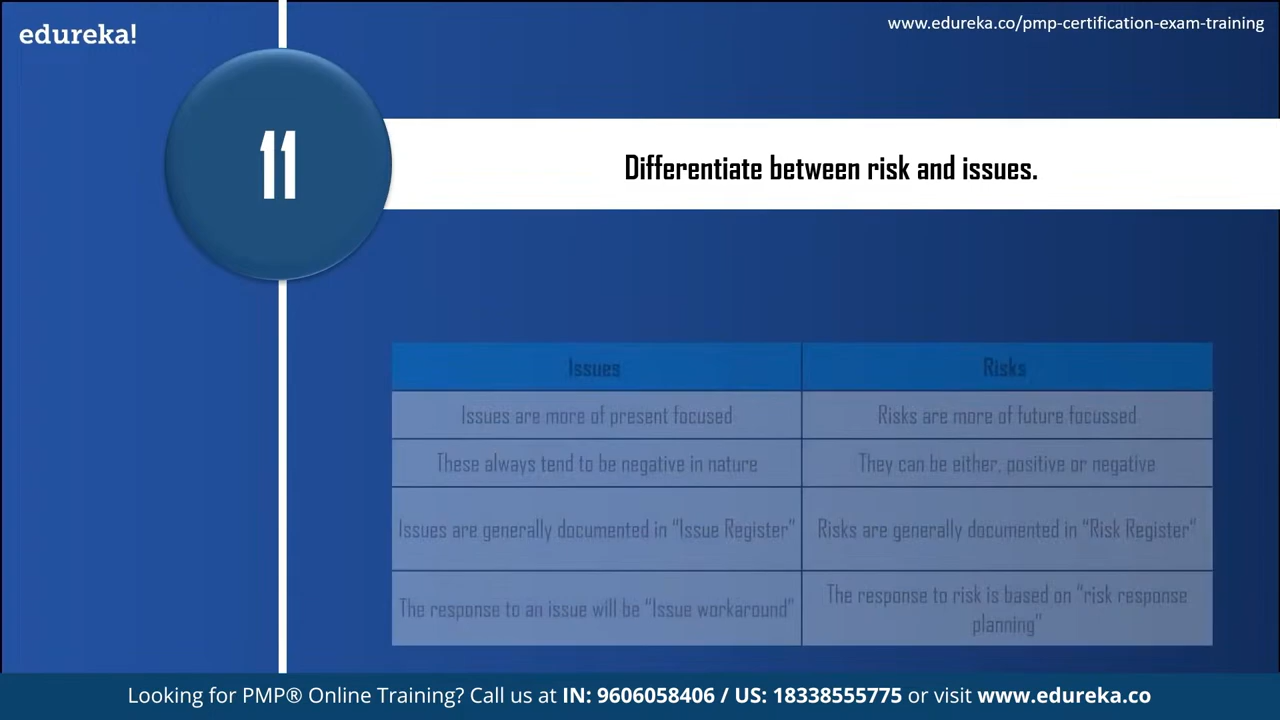 edureka!
www.edureka.co/pmp-certification-exam-training
11
Differentiate between risk and issues.
Issues
Risks
Issues are more of present focused
Risks are more of future focussed
These always tend to be negative in nature
They can be either, positive or negative
Issues are generally documented in “Issue Register”
Risks are generally documented in “Risk Register”
The response to an issue will be “Issue workaround”
The response to risk is based on “risk response
planning”
Looking for PMP® Online Training? Call us at IN: 9606058406 / US: 18338555775 or visit www.edureka.co